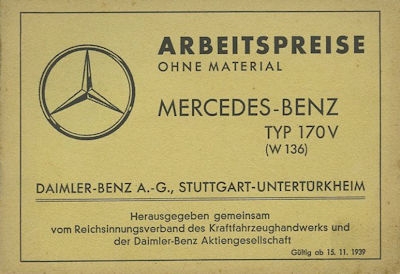 ARBEITSPREISE
OHNE MATERIAL
MERCEDES-BENZ
TYP 170 V
(W 136)
DAIMLER-BENZ A.-G., STUTTGART-UNTERTÜRKHEIM
Herausgegeben gemeinsam
vom Reichsinnungsverband des Kraftfahrzeughandwerks und
der Daimler-Benz Aktiengesellschaft
Gültig ab 15. 11. 1939